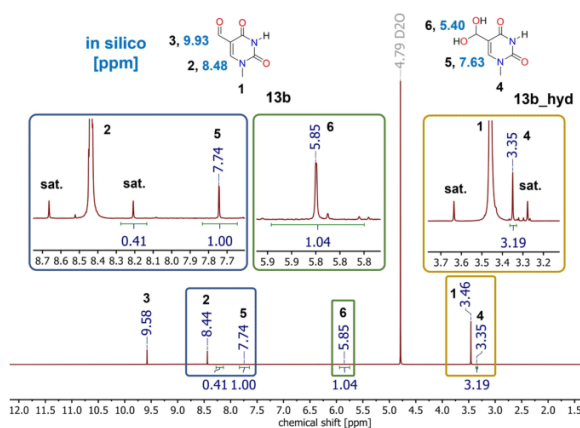 in silico
[ppm]
3, 9.93
2, 8.48
O
O
N
H
N
O
1
13b
6, 5.40
HO
OH
O
5, 7.63
N
H
N
O
4
13b_hyd
4.79 D2O
2
5
7.74
sat.
sat.
0.41
1.00
8.7 8.6 8.5 8.4 8.3 8.2 8.1 8.0 7.9 7.8 7.7
6
5.85
1.04
5.9 5.8 5.8 5.8
1
4
3.35
sat.
sat.
3.19
3.7 3.6 3.5 3.4 3.3 3.2
3
9.58
2
8.44
5
7.74
6
5.85
1
3.46
4
3.35
0.41 1.00
1.04
3.19
12.0 11.0 10.0 9.0 8.5 8.0 7.5 7.0 6.5 6.0 5.5 5.0 4.5 4.0 3.5 3.0 2.5 2.0 1.5
chemical shift [ppm]